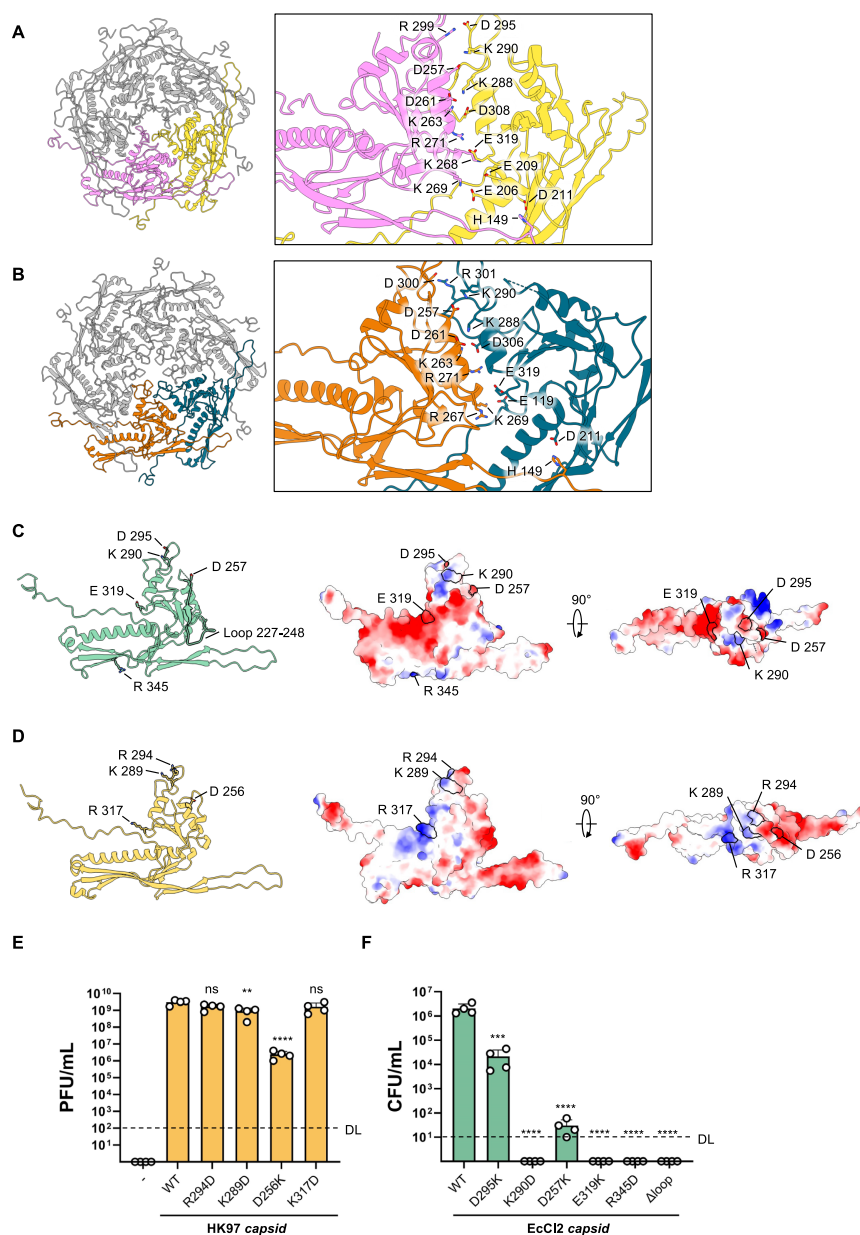 A
R 299
D 295
K 290
D257
K 288
D261
D308
K 263
E 319
R 271
K 268
E 209
K 269
E 206
D 211
H 149
B
D 300
R 301
K 290
D 257
K 288
D 261
D306
K 263
E 319
R 271
E 119
R 267
K 269
D 211
H 149
C
D 295
K 290
D 257
E 319
Loop 227-248
R 345
D 295
K 290
D 257
E 319
R 345
90°
E 319
D 295
D 257
K 290
D
R 294
K 289
D 256
R 317
R 294
K 289
R 317
90°
R 294
K 289
D 256
R 317
E
PFU/mL
10^10
10^9
10^8
10^7
10^6
10^5
10^4
10^3
10^2
10^1
ns
**
****
ns
DL
-
WT
R294D
K289D
D256K
K317D
HK97 capsid
F
CFU/mL
10^7
10^6
10^5
10^4
10^3
10^2
10^1
***
****
****
****
****
****
DL
WT
D295K
K290D
D257K
E319K
R345D
Δloop
EcCI2 capsid